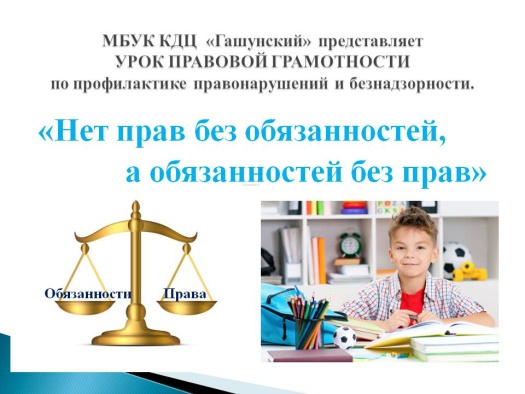 МБУК КДЦ «Гашунский» представляет
УРОК ПРАВОВОЙ ГРАМОТНОСТИ
по профилактике правонарушений и безнадзорности.
«Нет прав без обязанностей,
а обязанностей без прав»
Обязанности Права